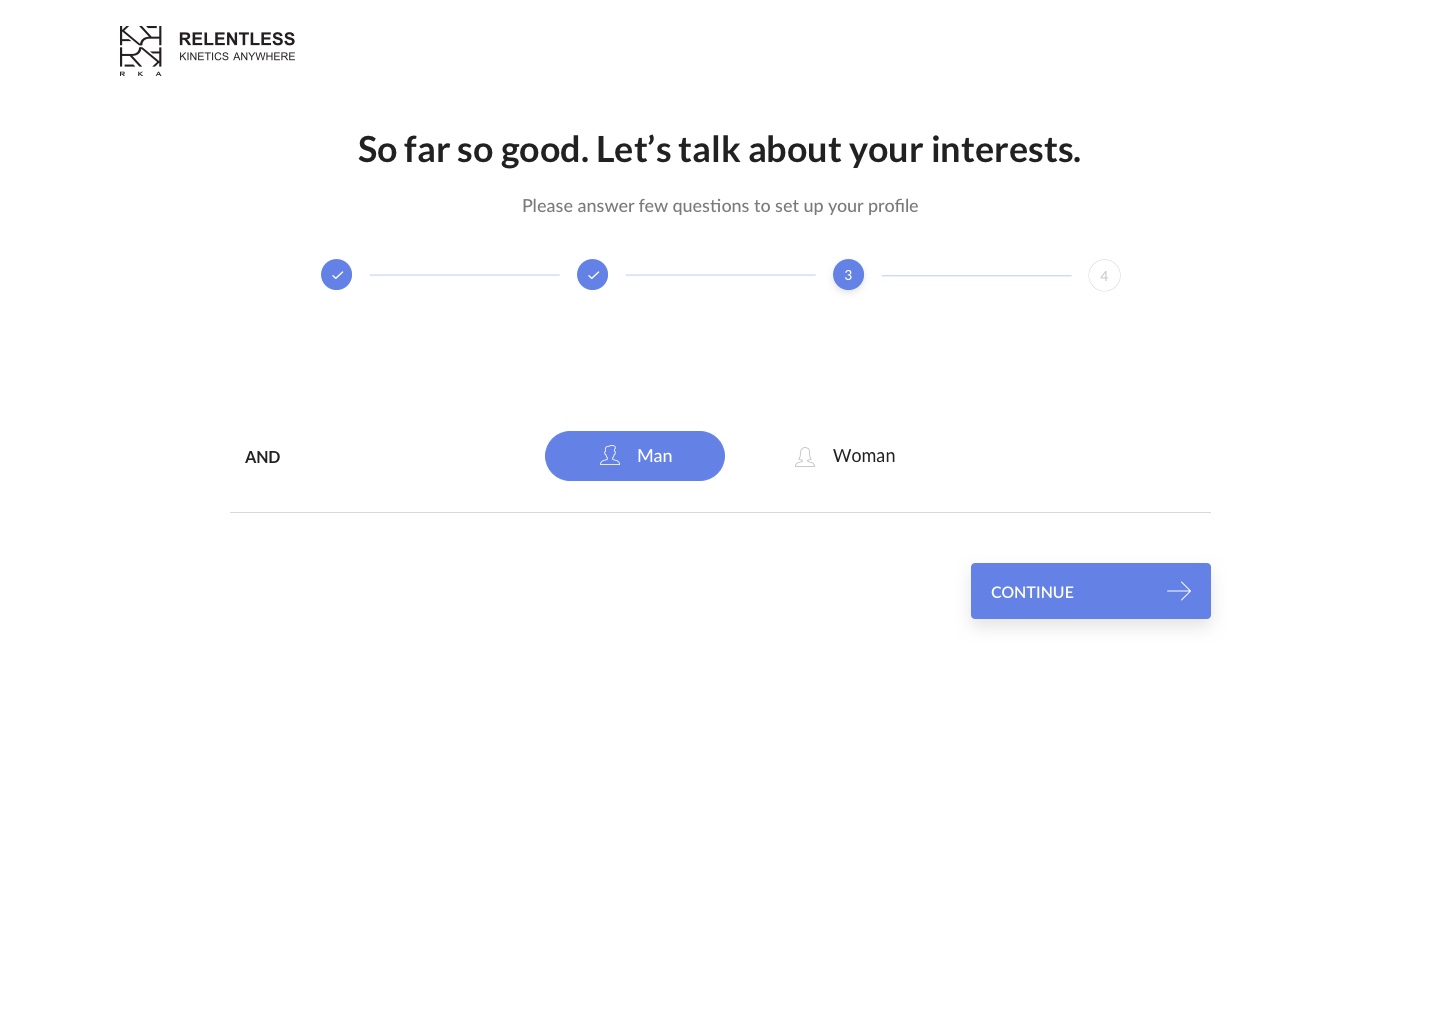 RELENTLESS
KINETICS ANYWHERE
R K A
So far so good. Let’s talk about your interests.
Please answer few questions to set up your profile
3
4
AND
Man
Woman
CONTINUE